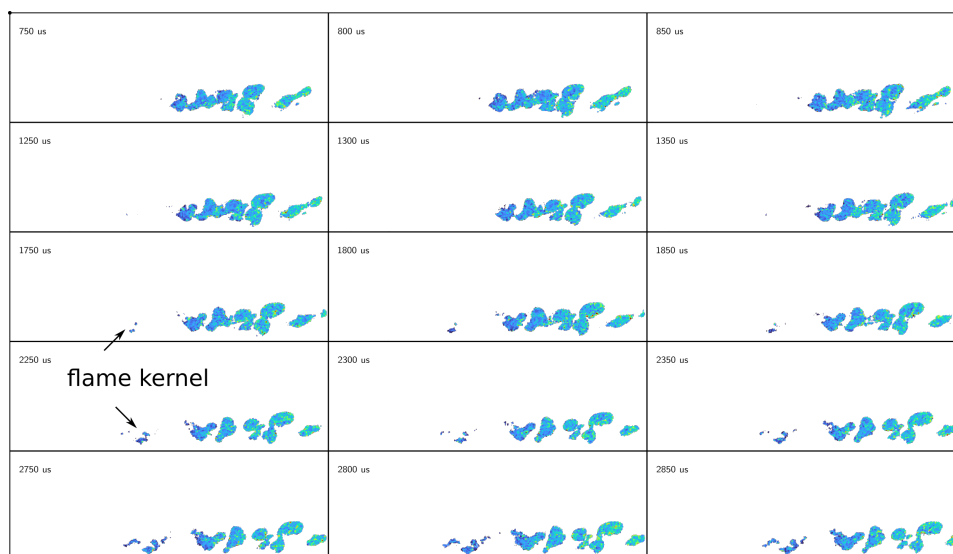 750 us
800 us
850 us
1250 us
1300 us
1350 us
1750 us
1800 us
1850 us
2250 us
2300 us
2350 us
flame kernel
2750 us
2800 us
2850 us